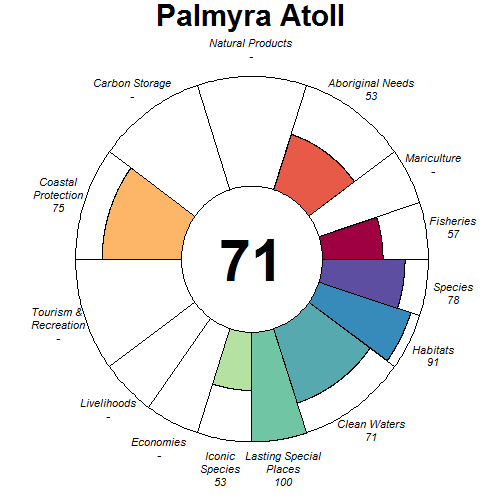 Palmyra Atoll
Natural Products
-
Carbon Storage
-
Aboriginal Needs
53
Mariculture
-
Coastal
Protection
75
Fisheries
57
71
Species
78
Tourism &
Recreation
-
Habitats
91
Livelihoods
-
Clean Waters
71
Economies
-
Iconic
Species
53
Lasting Special
Places
100